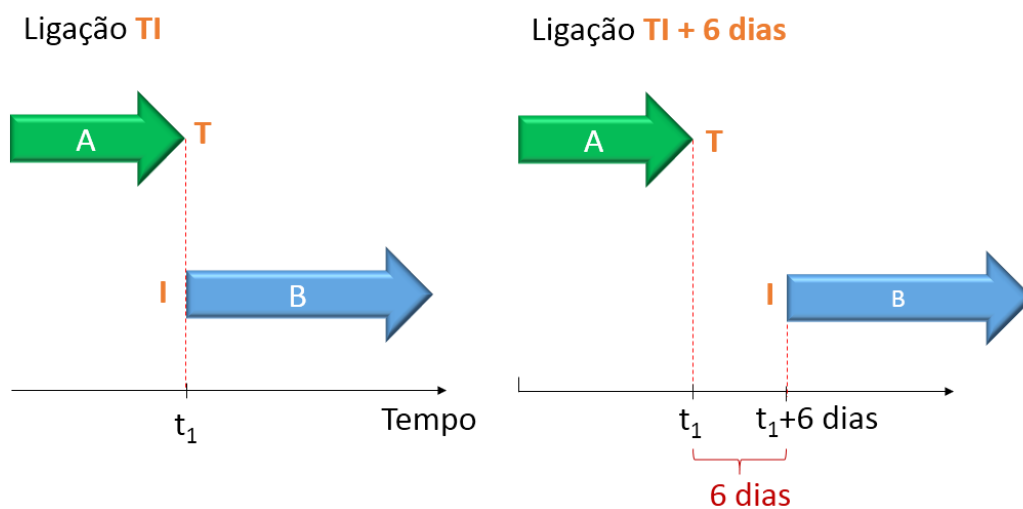 Ligação TI
Ligação TI + 6 dias
A
T
A
T
I
B
I
B
t₁
Tempo
t₁
t₁+6 dias
6 dias